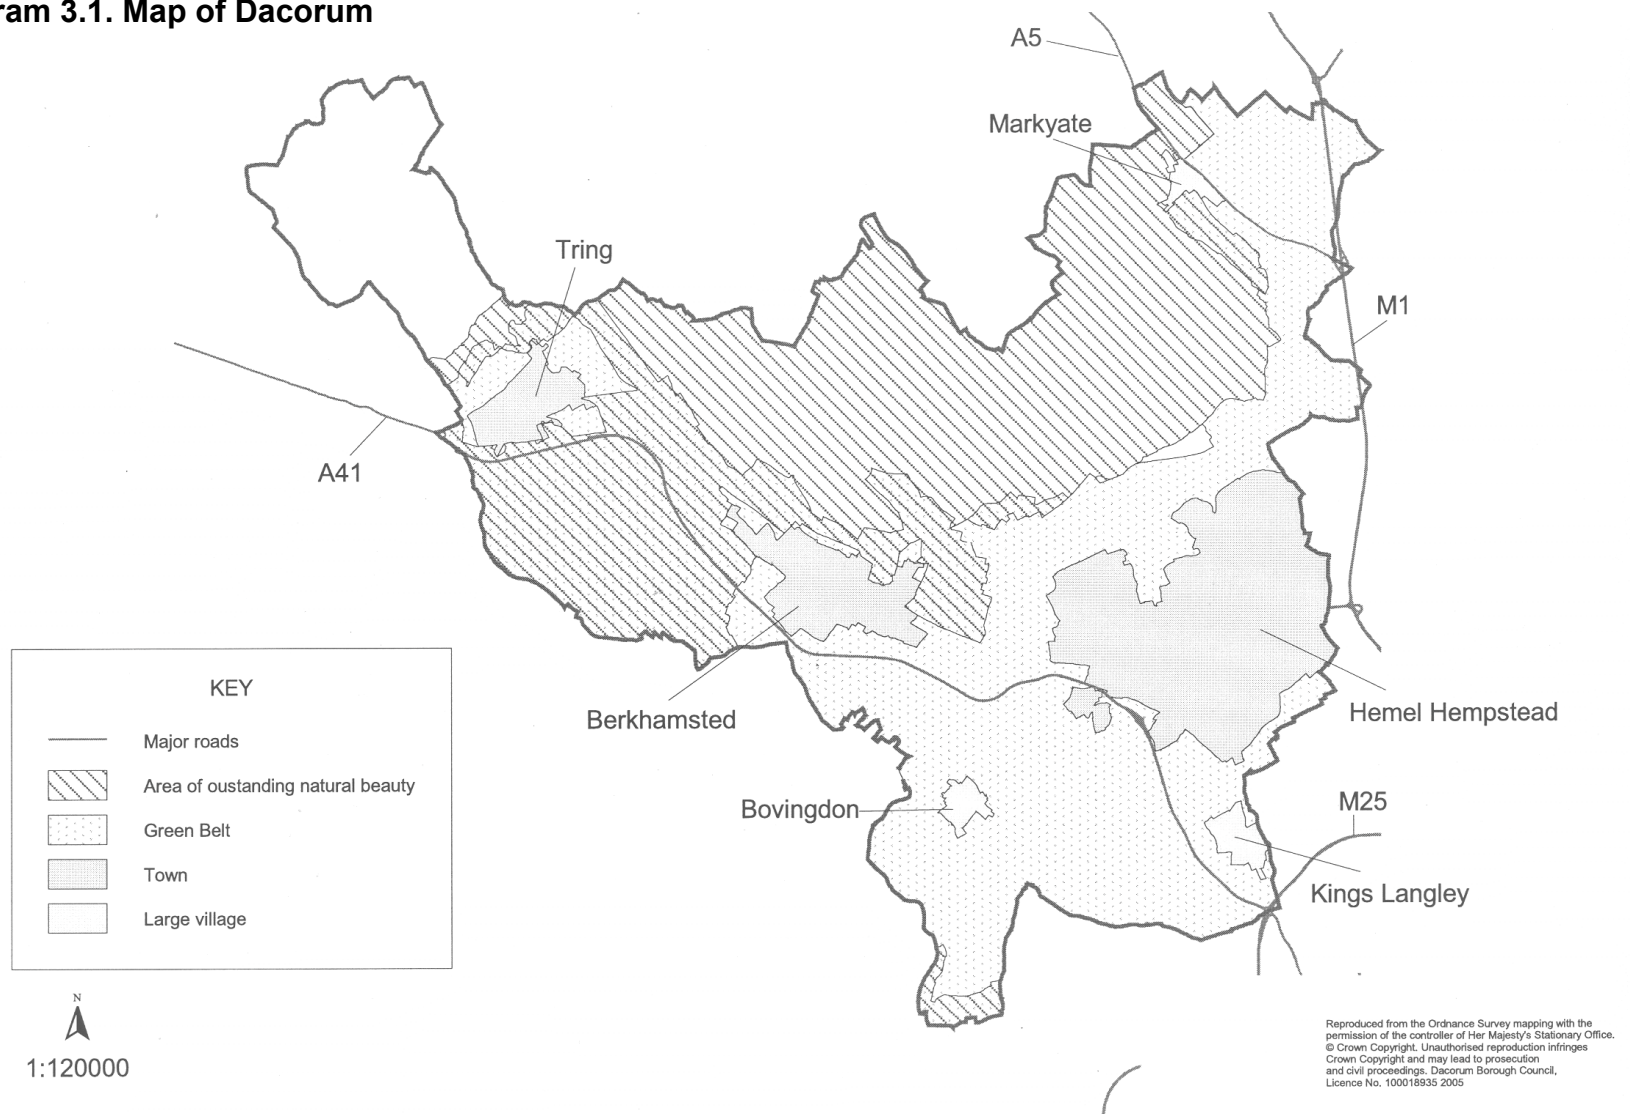 ram 3.1. Map of Dacorum
A5
Markyate
Tring
M1
A41
Hemel Hempstead
Berkhamsted
Bovingdon
M25
Kings Langley
KEY
Major roads
Area of oustanding natural beauty
Green Belt
Town
Large village
N
1:120000
Reproduced from the Ordnance Survey mapping with the
permission of the controller of Her Majesty's Stationary Office.
© Crown Copyright. Unauthorised reproduction infringes
Crown Copyright and may lead to prosecution
and civil proceedings. Dacorum Borough Council,
Licence No. 100018935 2005